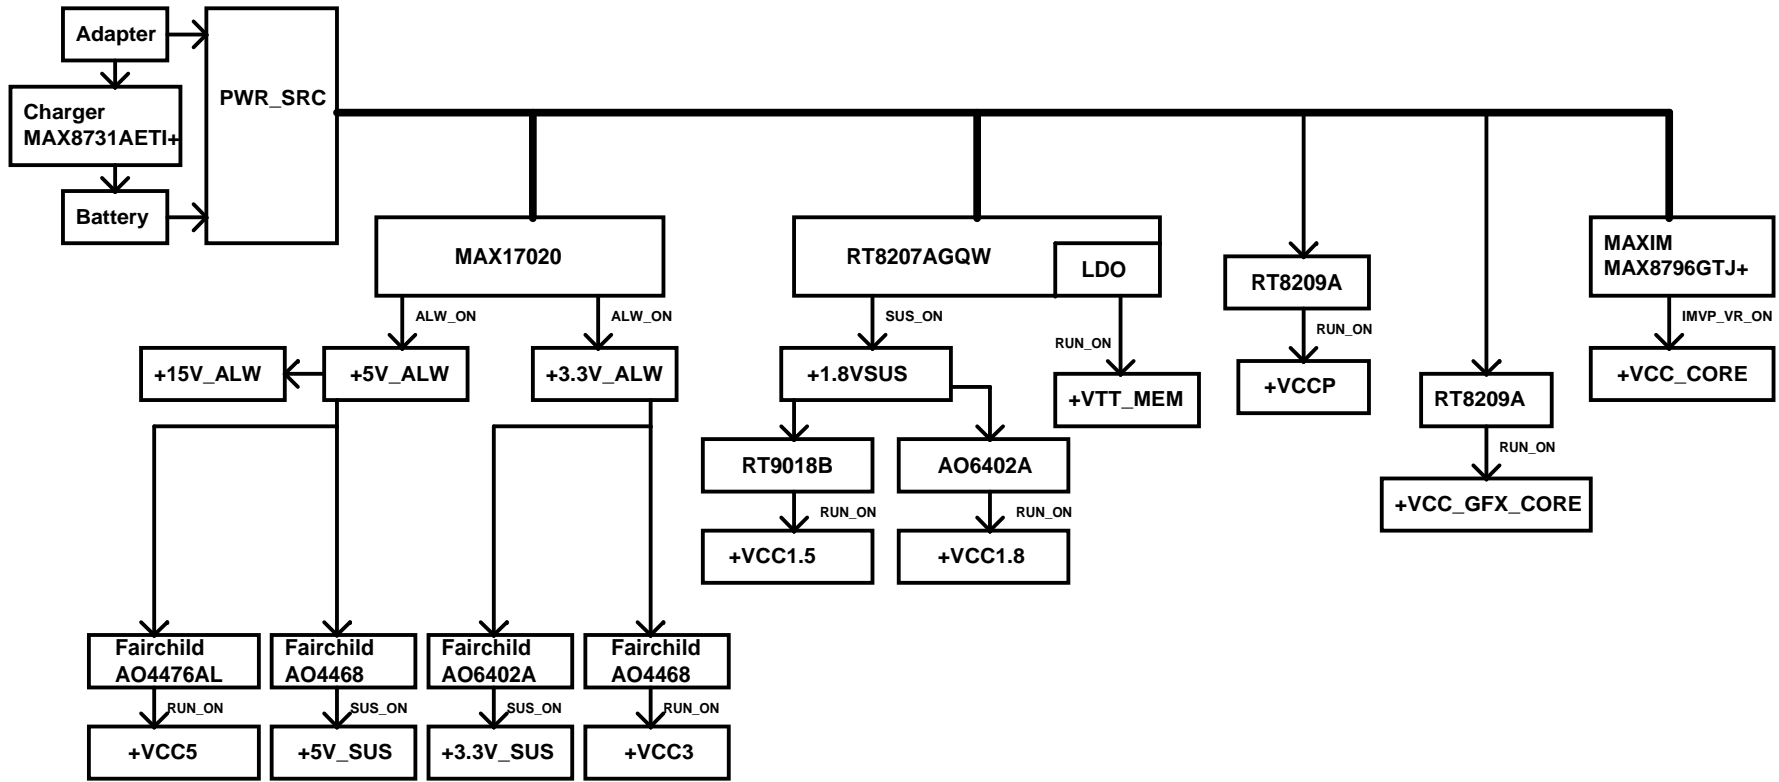 Adapter
PWR_SRC
Charger
MAX8731AETI+
Battery
MAX17020
RT8207AGQW
LDO
RT8209A
MAXIM
MAX8796GTJ+
ALW_ON
ALW_ON
SUS_ON
RUN_ON
RUN_ON
IMVP_VR_ON
+15V_ALW
+5V_ALW
+3.3V_ALW
+1.8VSUS
+VTT_MEM
+VCCP
RT8209A
+VCC_CORE
RT9018B
AO6402A
RUN_ON
RUN_ON
RUN_ON
+VCC_GFX_CORE
+VCC1.5
+VCC1.8
Fairchild
AO4476AL
Fairchild
AO4468
Fairchild
AO6402A
Fairchild
AO4468
RUN_ON
SUS_ON
SUS_ON
RUN_ON
+VCC5
+5V_SUS
+3.3V_SUS
+VCC3